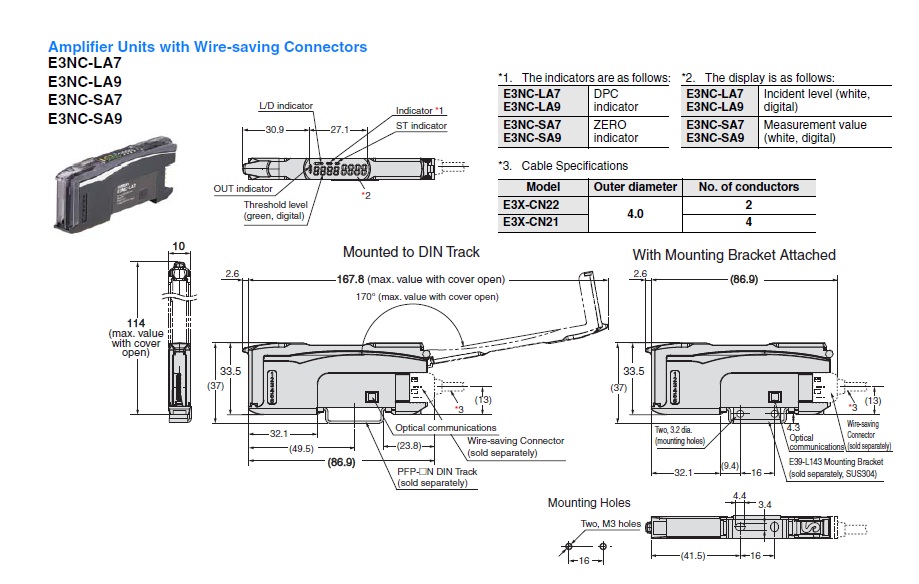 Amplifier Units with Wire-saving Connectors
E3NC-LA7
E3NC-LA9
E3NC-SA7
E3NC-SA9
L/D indicator
Indicator *1
ST indicator
30.9
27.1
OUT indicator
Threshold level
(green, digital)
*2
*1. The indicators are as follows:
E3NC-LA7
E3NC-LA9
DPC
indicator
E3NC-SA7
E3NC-SA9
ZERO
indicator
*2. The display is as follows:
E3NC-LA7
E3NC-LA9
Incident level (white,
digital)
E3NC-SA7
E3NC-SA9
Measurement value
(white, digital)
*3. Cable Specifications
Model Outer diameter No. of conductors
E3X-CN22 4.0 2
E3X-CN21 4
10
114
(max. value
with cover
open)
Mounted to DIN Track
2.6
167.8 (max. value with cover open)
170° (max. value with cover open)
33.5
(37)
*3
(13)
32.1
Optical communications
(49.5)
(23.8)
Wire-saving Connector
(sold separately)
(86.9)
PFP-□N DIN Track
(sold separately)
With Mounting Bracket Attached
2.6
(86.9)
33.5
(37)
*3
(13)
Two, 3.2 dia.
(mounting holes)
4.3
Optical
communications
Wire-saving
Connector
(sold separately)
(9.4)
32.1
16
E39-L143 Mounting Bracket
(sold separately, SUS304)
Mounting Holes
Two, M3 holes
16
4.4
3.4
(41.5)
16